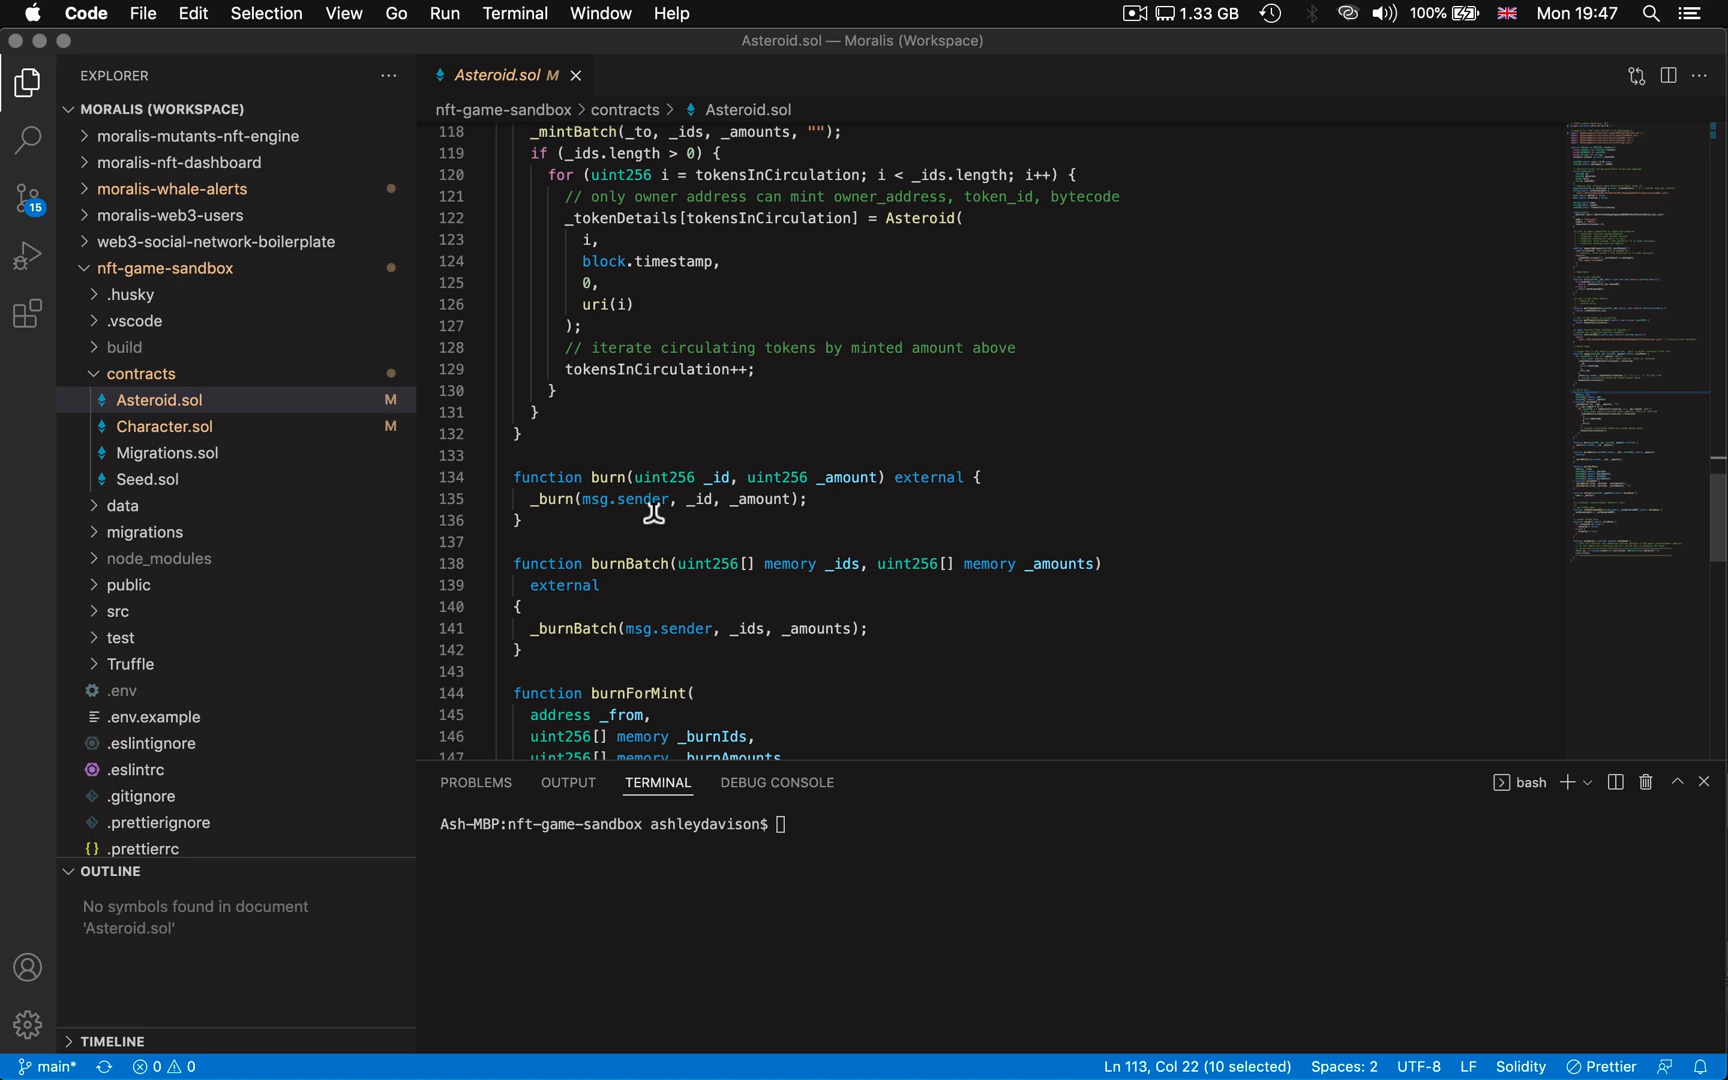 Code File Edit Selection View Go Run Terminal Window Help 1.33 GB 100% Mon 19:47
Asteroid.sol — Moralis (Workspace)
EXPLORER
MORALIS (WORKSPACE)
moralis-mutants-nft-engine
moralis-nft-dashboard
moralis-whale-alerts
moralis-web3-users
web3-social-network-boilerplate
nft-game-sandbox
.husky
.vscode
build
contracts
Asteroid.sol M
Character.sol M
Migrations.sol
Seed.sol
data
migrations
node_modules
public
src
test
Truffle
.env
.env.example
.eslintignore
.eslintrc
.gitignore
.prettierignore
{} .prettierrc
OUTLINE
No symbols found in document
'Asteroid.sol'
TIMELINE
15
Asteroid.sol M
nft-game-sandbox > contracts > Asteroid.sol
118 _mintBatch(_to, _ids, _amounts, "");
119 if (_ids.length > 0) {
120 for (uint256 i = tokensInCirculation; i < _ids.length; i++) {
121 // only owner address can mint owner_address, token_id, bytecode
122 _tokenDetails[tokensInCirculation] = Asteroid(
123 i,
124 block.timestamp,
125 0,
126 uri(i)
127 );
128 // iterate circulating tokens by minted amount above
129 tokensInCirculation++;
130 }
131 }
132 }
133
134 function burn(uint256 _id, uint256 _amount) external {
135 _burn(msg.sender, _id, _amount);
136 }
137
138 function burnBatch(uint256[] memory _ids, uint256[] memory _amounts)
139 external
140 {
141 _burnBatch(msg.sender, _ids, _amounts);
142 }
143
144 function burnForMint(
145 address _from,
146 uint256[] memory _burnIds,
147 uint256[] memory _burnAmounts
PROBLEMS OUTPUT TERMINAL DEBUG CONSOLE bash
Ash-MBP:nft-game-sandbox ashleydavison$
main* 0 0 Ln 113, Col 22 (10 selected) Spaces: 2 UTF-8 LF Solidity Prettier